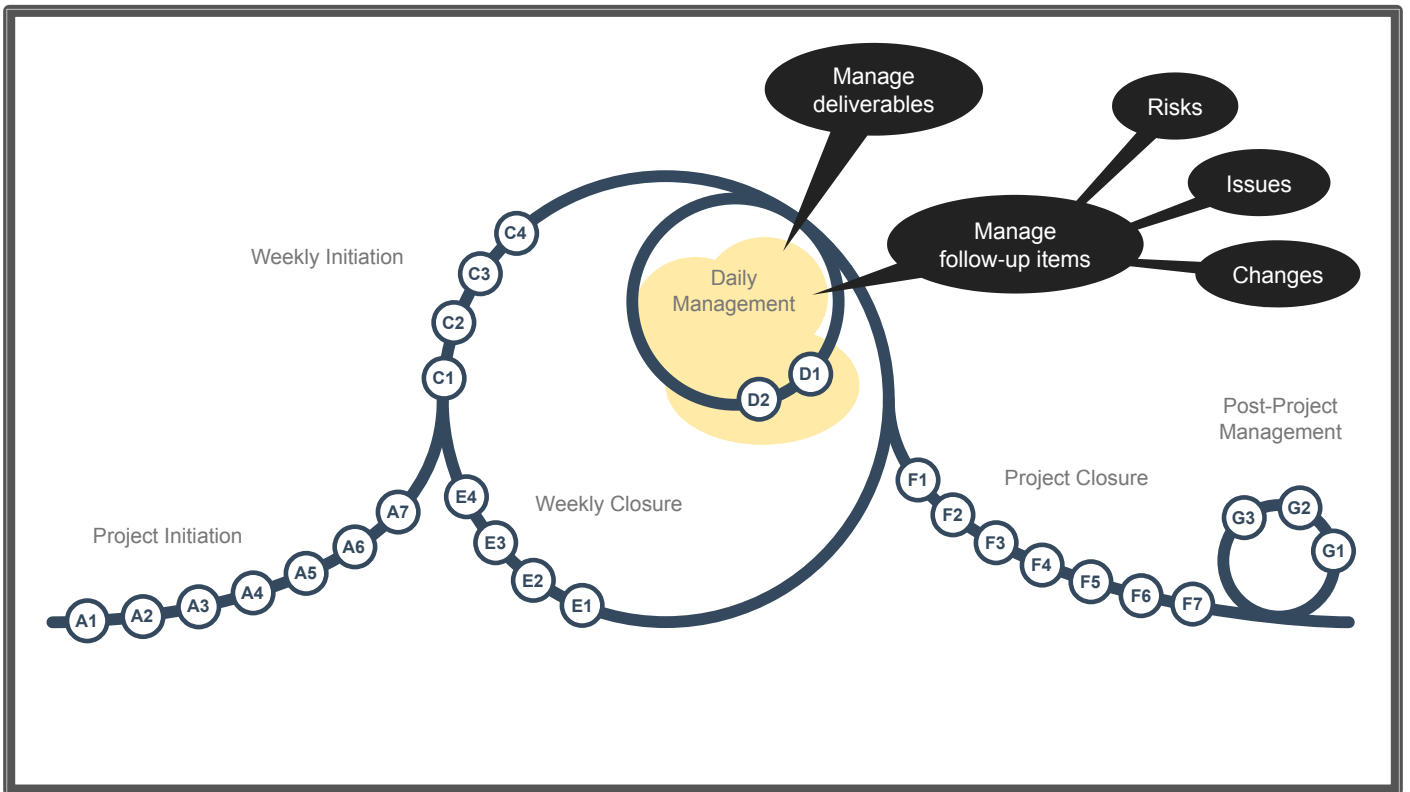 Manage
deliverables
Risks
Issues
Manage
follow-up items
Changes
Weekly Initiation
C4
C3
C2
C1
Daily
Management
D1
D2
Post-Project
Management
Project Closure
Weekly Closure
Project Initiation
A1
A2
A3
A4
A5
A6
A7
E4
E3
E2
E1
F1
F2
F3
F4
F5
F6
F7
G3
G2
G1